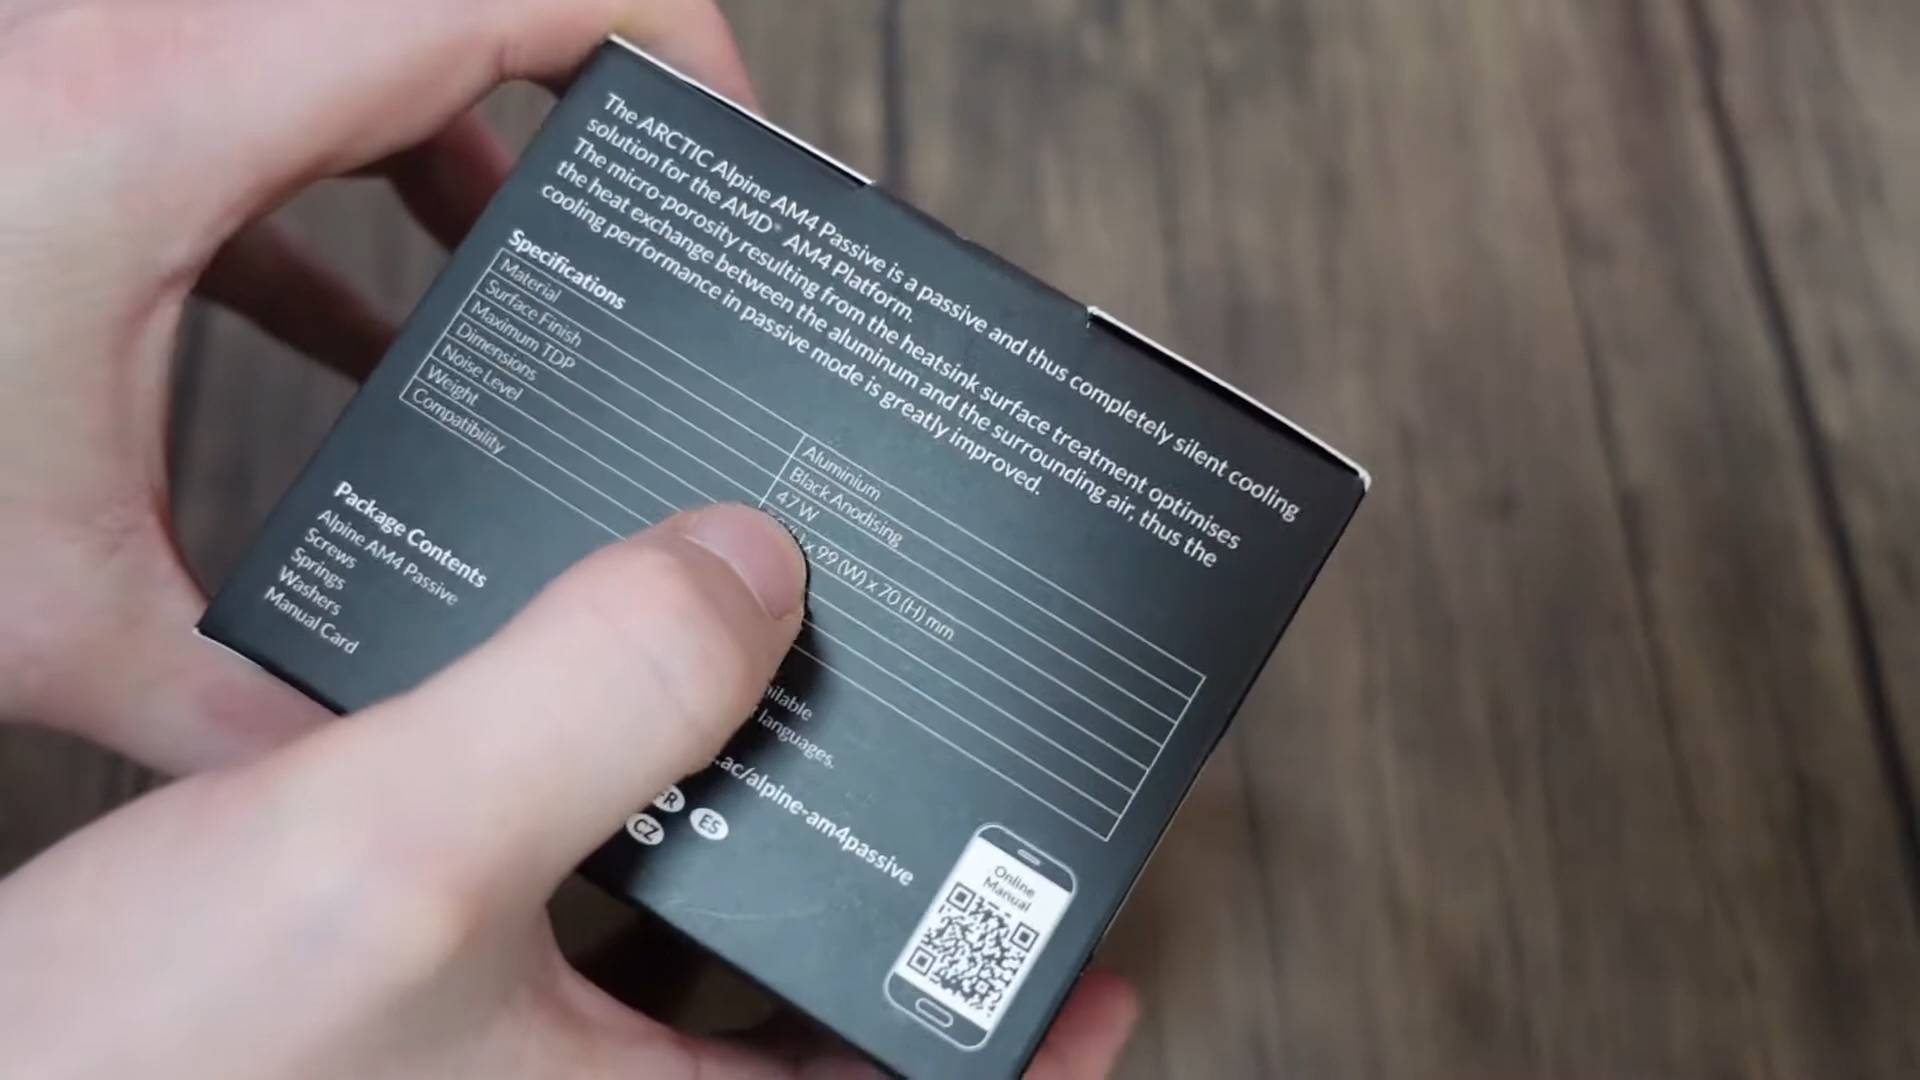 The ARCTIC Alpine AM4 Passive is a passive and thus completely silent cooling
solution for the AMD® AM4 Platform.
The micro-porosity resulting from the heatsink surface treatment optimises
the heat exchange between the aluminum and the surrounding air, thus the
cooling performance in passive mode is greatly improved.
Specifications
Material Aluminium
Surface Finish Black Anodising
Maximum TDP 47 W
Dimensions x 99 (W) x 70 (H) mm
Noise Level
Weight
Compatibility
Package Contents
Alpine AM4 Passive
Screws
Springs
Washers
Manual Card
languages.
.ac/alpine-am4passive
FR ES
CZ
Online
Manual